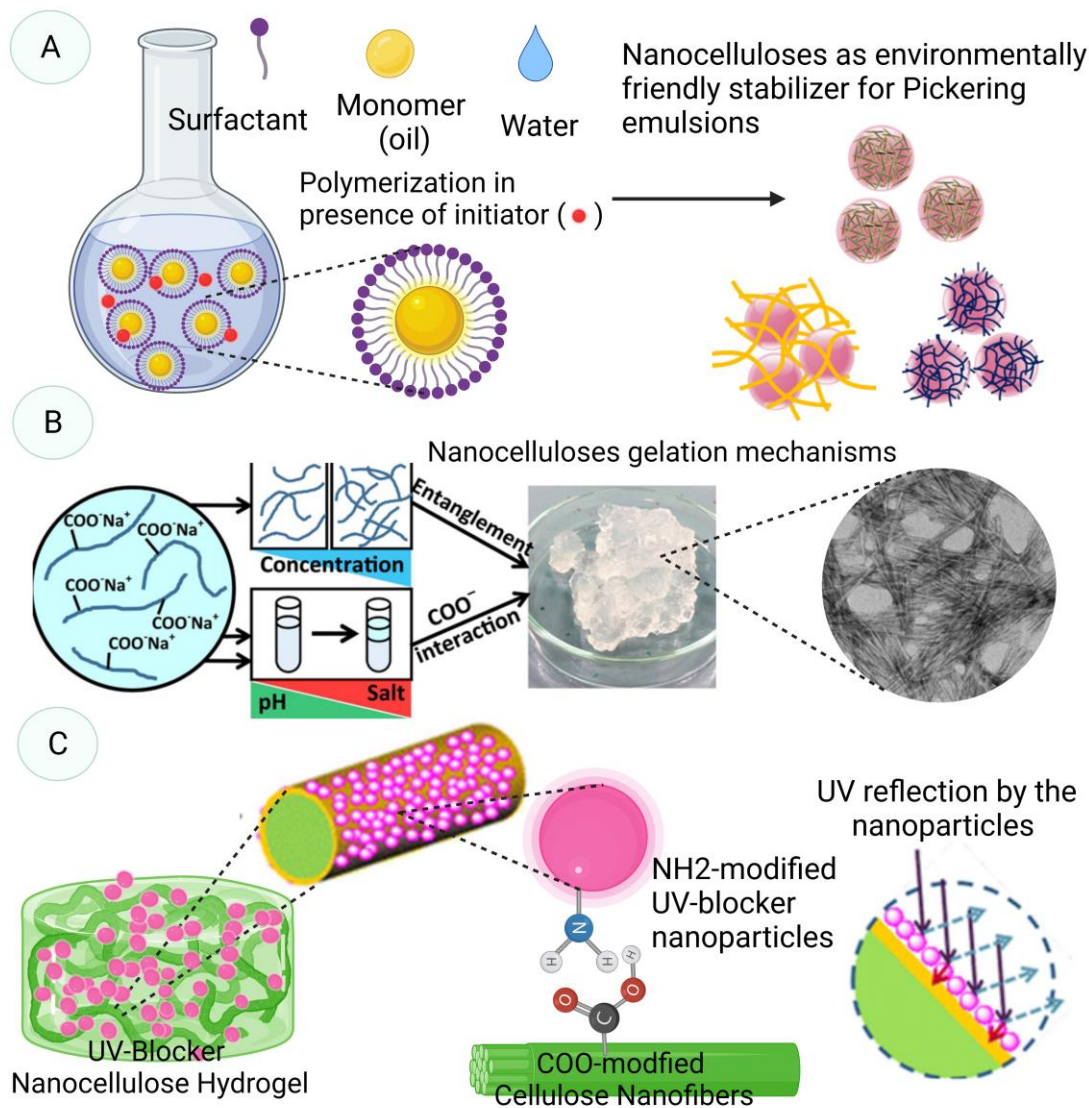 A
Surfactant
Monomer
(oil)
Water
Nanocelluloses as environmentally
friendly stabilizer for Pickering
emulsions
Polymerization in
presence of initiator ( )
B
Nanocelluloses gelation mechanisms
COO⁻Na⁺
COO⁻Na⁺
COO⁻Na⁺
COO⁻Na⁺
COO⁻Na⁺
Concentration
Entanglement
pH
Salt
COO⁻
interaction
C
NH2-modified
UV-blocker
nanoparticles
N
H
H
H
O
O
C
UV reflection by the
nanoparticles
UV-Blocker
Nanocellulose Hydrogel
COO-modfied
Cellulose Nanofibers